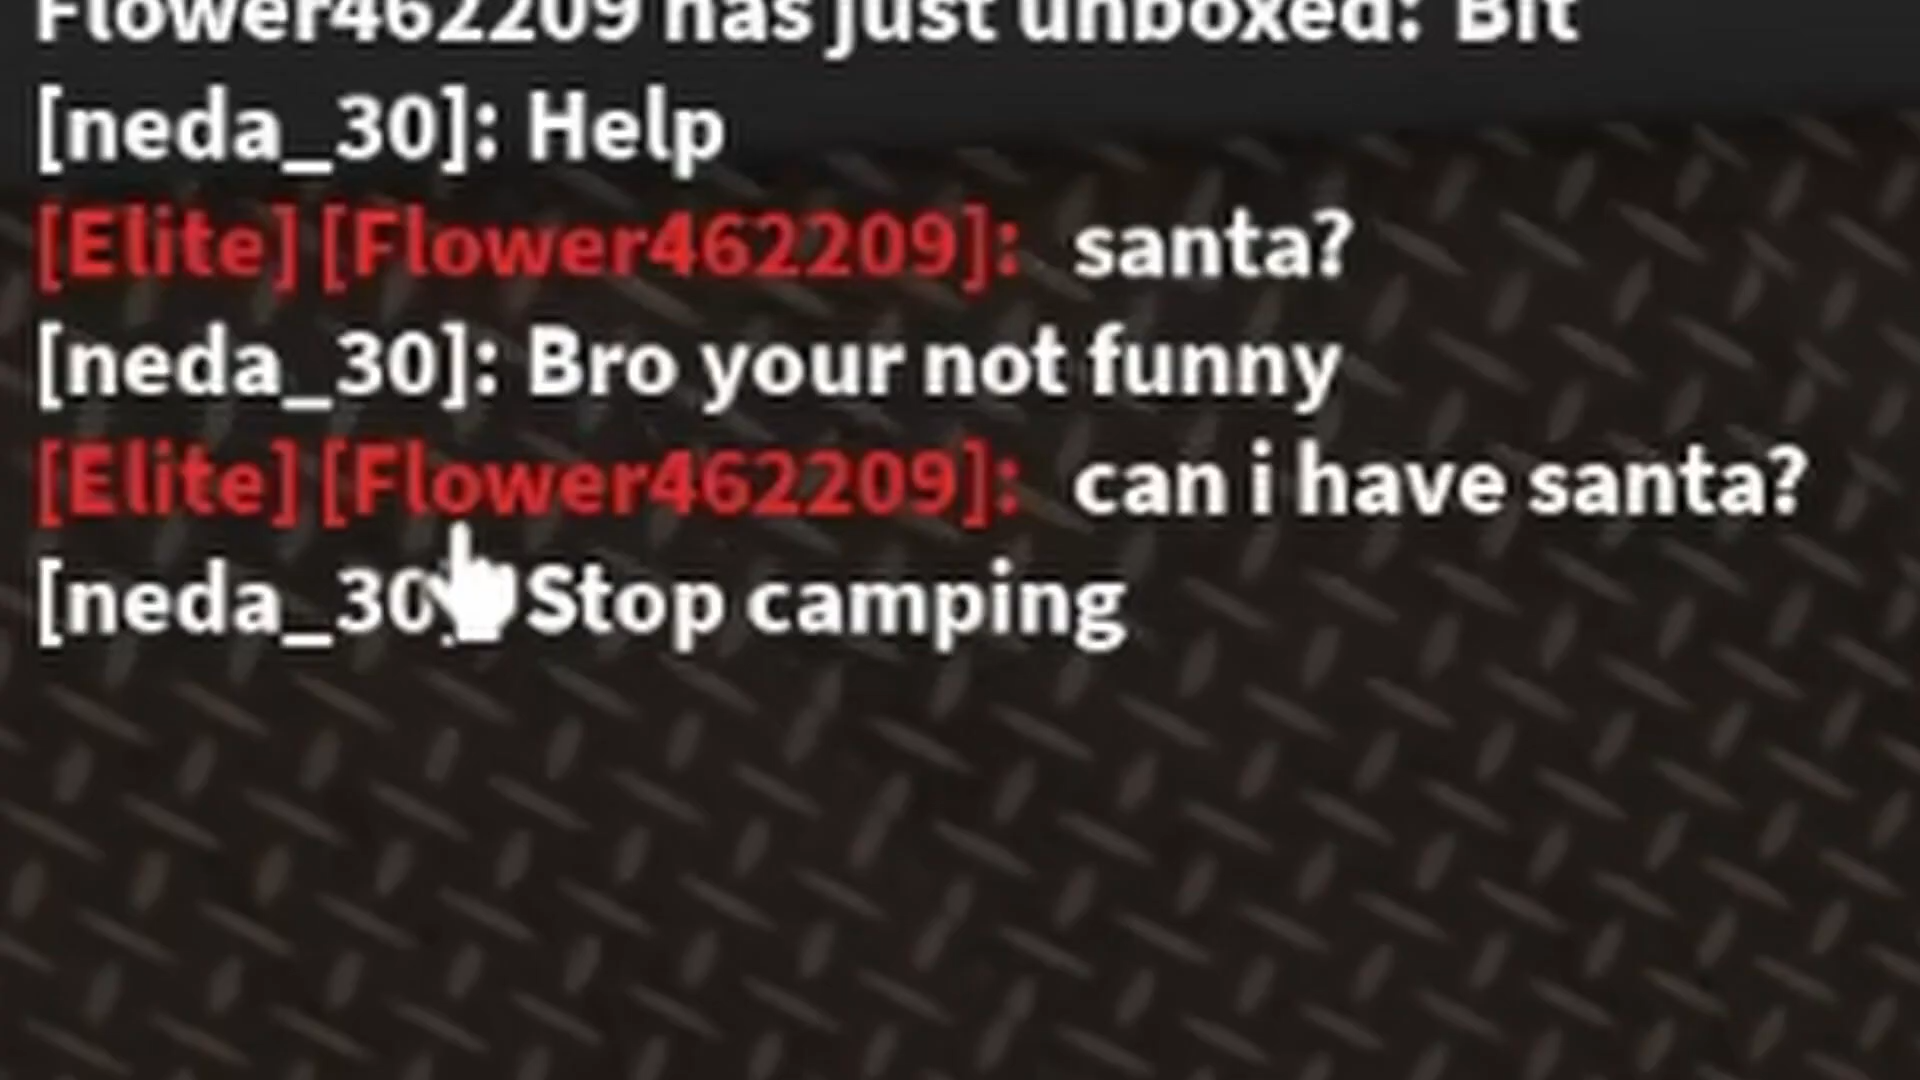 Flower462209 has just unboxed: Bit
[neda_30]: Help
[Elite] [Flower462209]: santa?
[neda_30]: Bro your not funny
[Elite] [Flower462209]: can i have santa?
[neda_30]: Stop camping